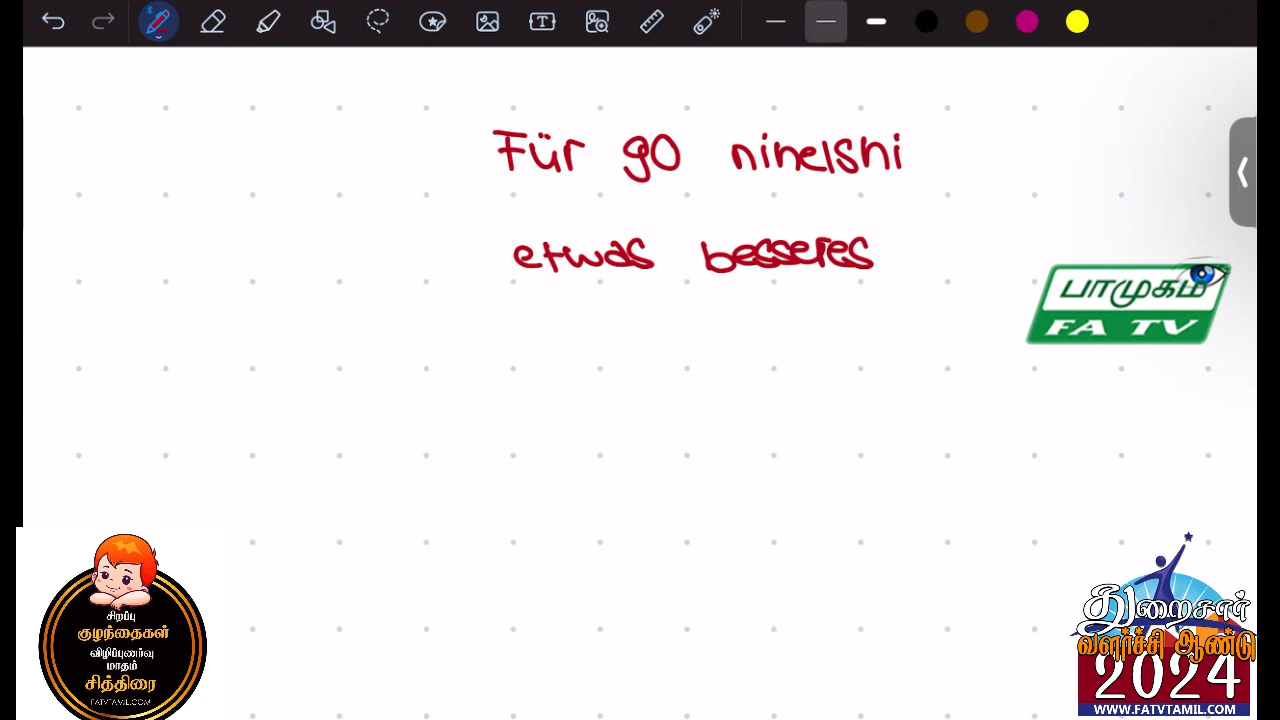 Für go ninelshi
etwas besseres
பாமுகம்
FA TV
சிறப்பு
குழந்தைகள்
விழிப்புணர்வு
மாதம்
சித்திரை
FATVTAMIL.COM
துறைசார்
வளர்ச்சி ஆண்டு
2024
WWW.FATVTAMIL.COM